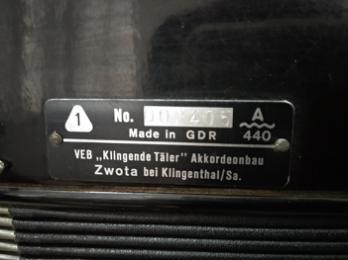 1 No. A
Made in GDR 440
VEB „Klingende Täler" Akkordeonbau
Zwota bei Klingenthal/Sa.